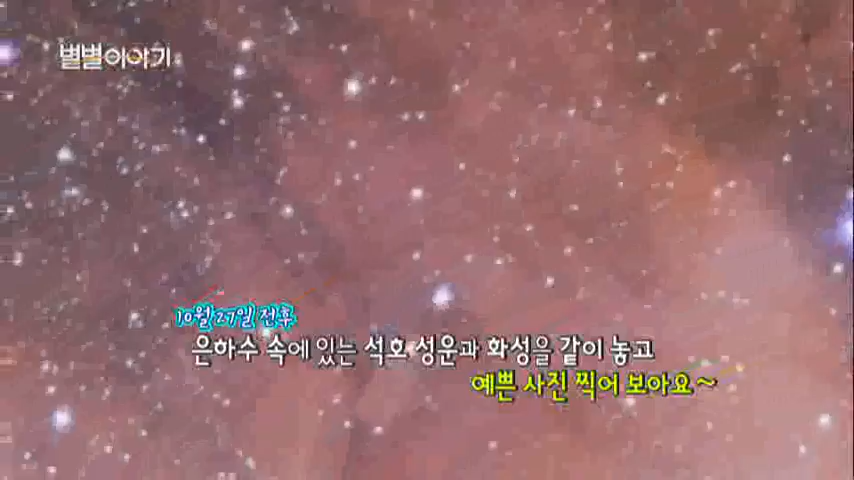 별별이야기
10월 27일 전후
은하수 속에 있는 석호 성운과 화성을 같이 놓고
예쁜 사진 찍어 보아요~